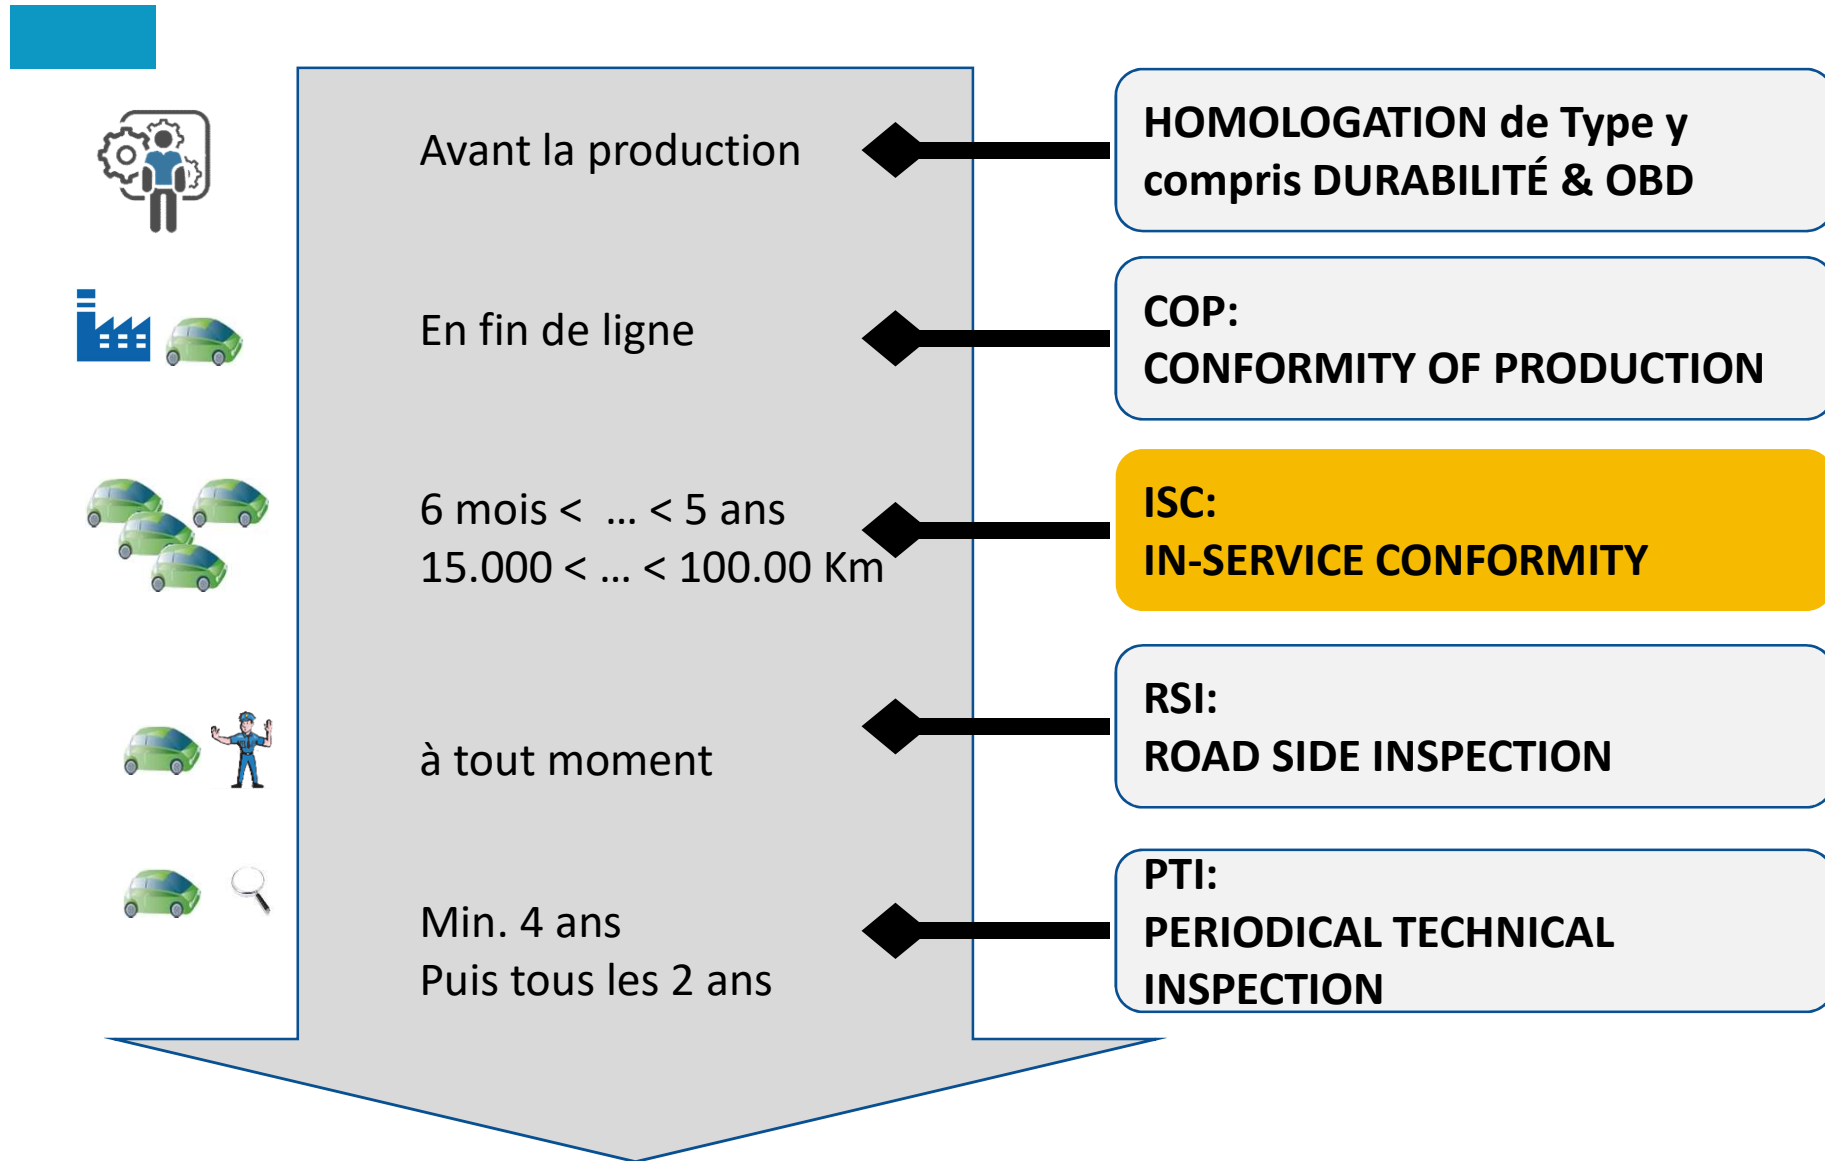 Avant la production
HOMOLOGATION de Type y
compris DURABILITÉ & OBD
En fin de ligne
COP:
CONFORMITY OF PRODUCTION
6 mois < ... < 5 ans
15.000 < ... < 100.00 Km
ISC:
IN-SERVICE CONFORMITY
à tout moment
RSI:
ROAD SIDE INSPECTION
Min. 4 ans
Puis tous les 2 ans
PTI:
PERIODICAL TECHNICAL
INSPECTION